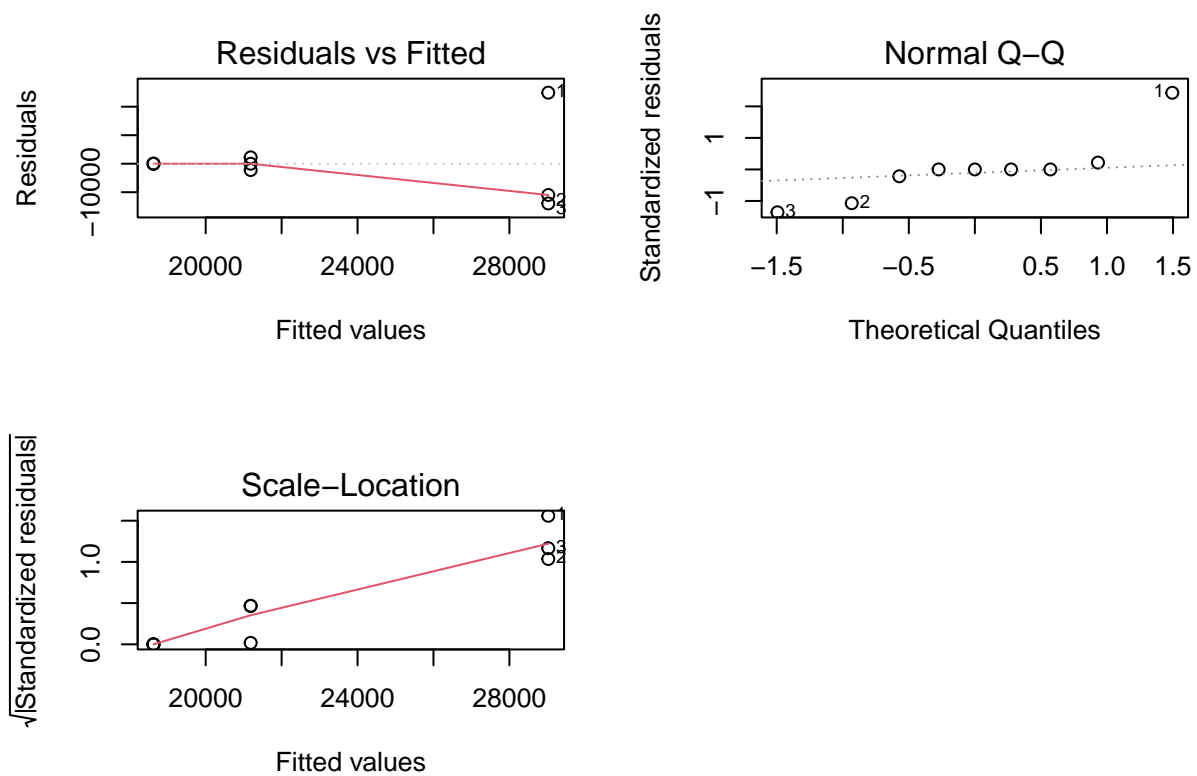 Residuals vs Fitted
Residuals
−10000
1
2
3
20000 24000 28000
Fitted values
Normal Q−Q
Standardized residuals
−1 1
3
2
1
−1.5 −0.5 0.5 1.0 1.5
Theoretical Quantiles
Scale−Location
√|Standardized residuals|
0.0 1.0
1
3
2
20000 24000 28000
Fitted values